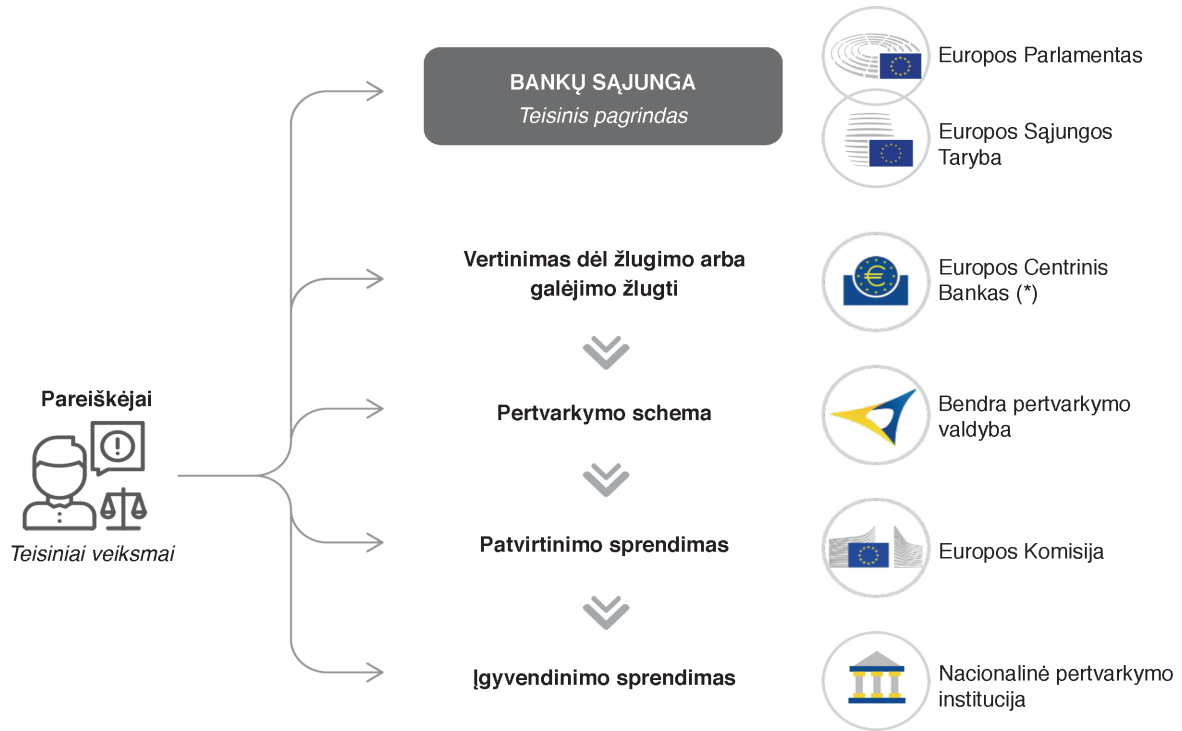 BANKŲ SĄJUNGA
Teisinis pagrindas
Europos Parlamentas
Europos Sąjungos
Taryba
Vertinimas dėl žlugimo arba
galėjimo žlugti
Europos Centrinis
Bankas (*)
Pareiškėjai
Teisiniai veiksmai
Pertvarkymo schema
Bendra pertvarkymo
valdyba
Patvirtinimo sprendimas
Europos Komisija
Įgyvendinimo sprendimas
Nacionalinė pertvarkymo
institucija